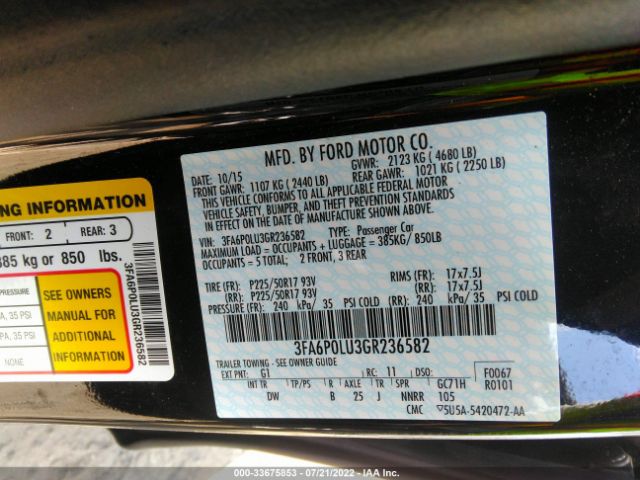 NG INFORMATION
FRONT: 2 REAR: 3
385 kg or 850 lbs.
A, 35 PSI
PA, 35 PSI
SEE OWNERS
MANUAL
FOR
ADDITIONAL
INFORMATION
3FA6P0LU3GR236582
MFD. BY FORD MOTOR CO.
DATE: 10/15 GVWR: 2123 KG ( 4680 LB)
FRONT GAWR: 1107 KG ( 2440 LB) REAR GAWR: 1021 KG ( 2250 LB)
THIS VEHICLE CONFORMS TO ALL APPLICABLE FEDERAL MOTOR
VEHICLE SAFETY, BUMPER, AND THEFT PREVENTION STANDARDS
IN EFFECT ON THE DATE OF MANUFACTURE SHOWN ABOVE.
VIN: 3FA6P0LU3GR236582 TYPE: Passenger Car
MAXIMUM LOAD = OCCUPANTS + LUGGAGE = 385KG/ 850LB
OCCUPANTS = 5 TOTAL: 2 FRONT, 3 REAR
TIRE (FR): P225/50R17 93V RIMS (FR): 17x7.5J
(RR): P225/50R17 93V (RR): 17x7.5J
PRESSURE (FR): 240 kPa/ 35 PSI COLD (RR): 240 kPa/ 35 PSI COLD
3FA6P0LU3GR236582
TRAILER TOWING - SEE OWNER GUIDE
EXT PNT: G1 RC: 11 DSO: F0067
INT TR TP/PS R AXLE TR SPR GC71H R0101
DW B 25 J NNRR 105
CMC ▽5U5A-5420472-AA
000-33675853 - 07/21/2022 - IAA Inc.